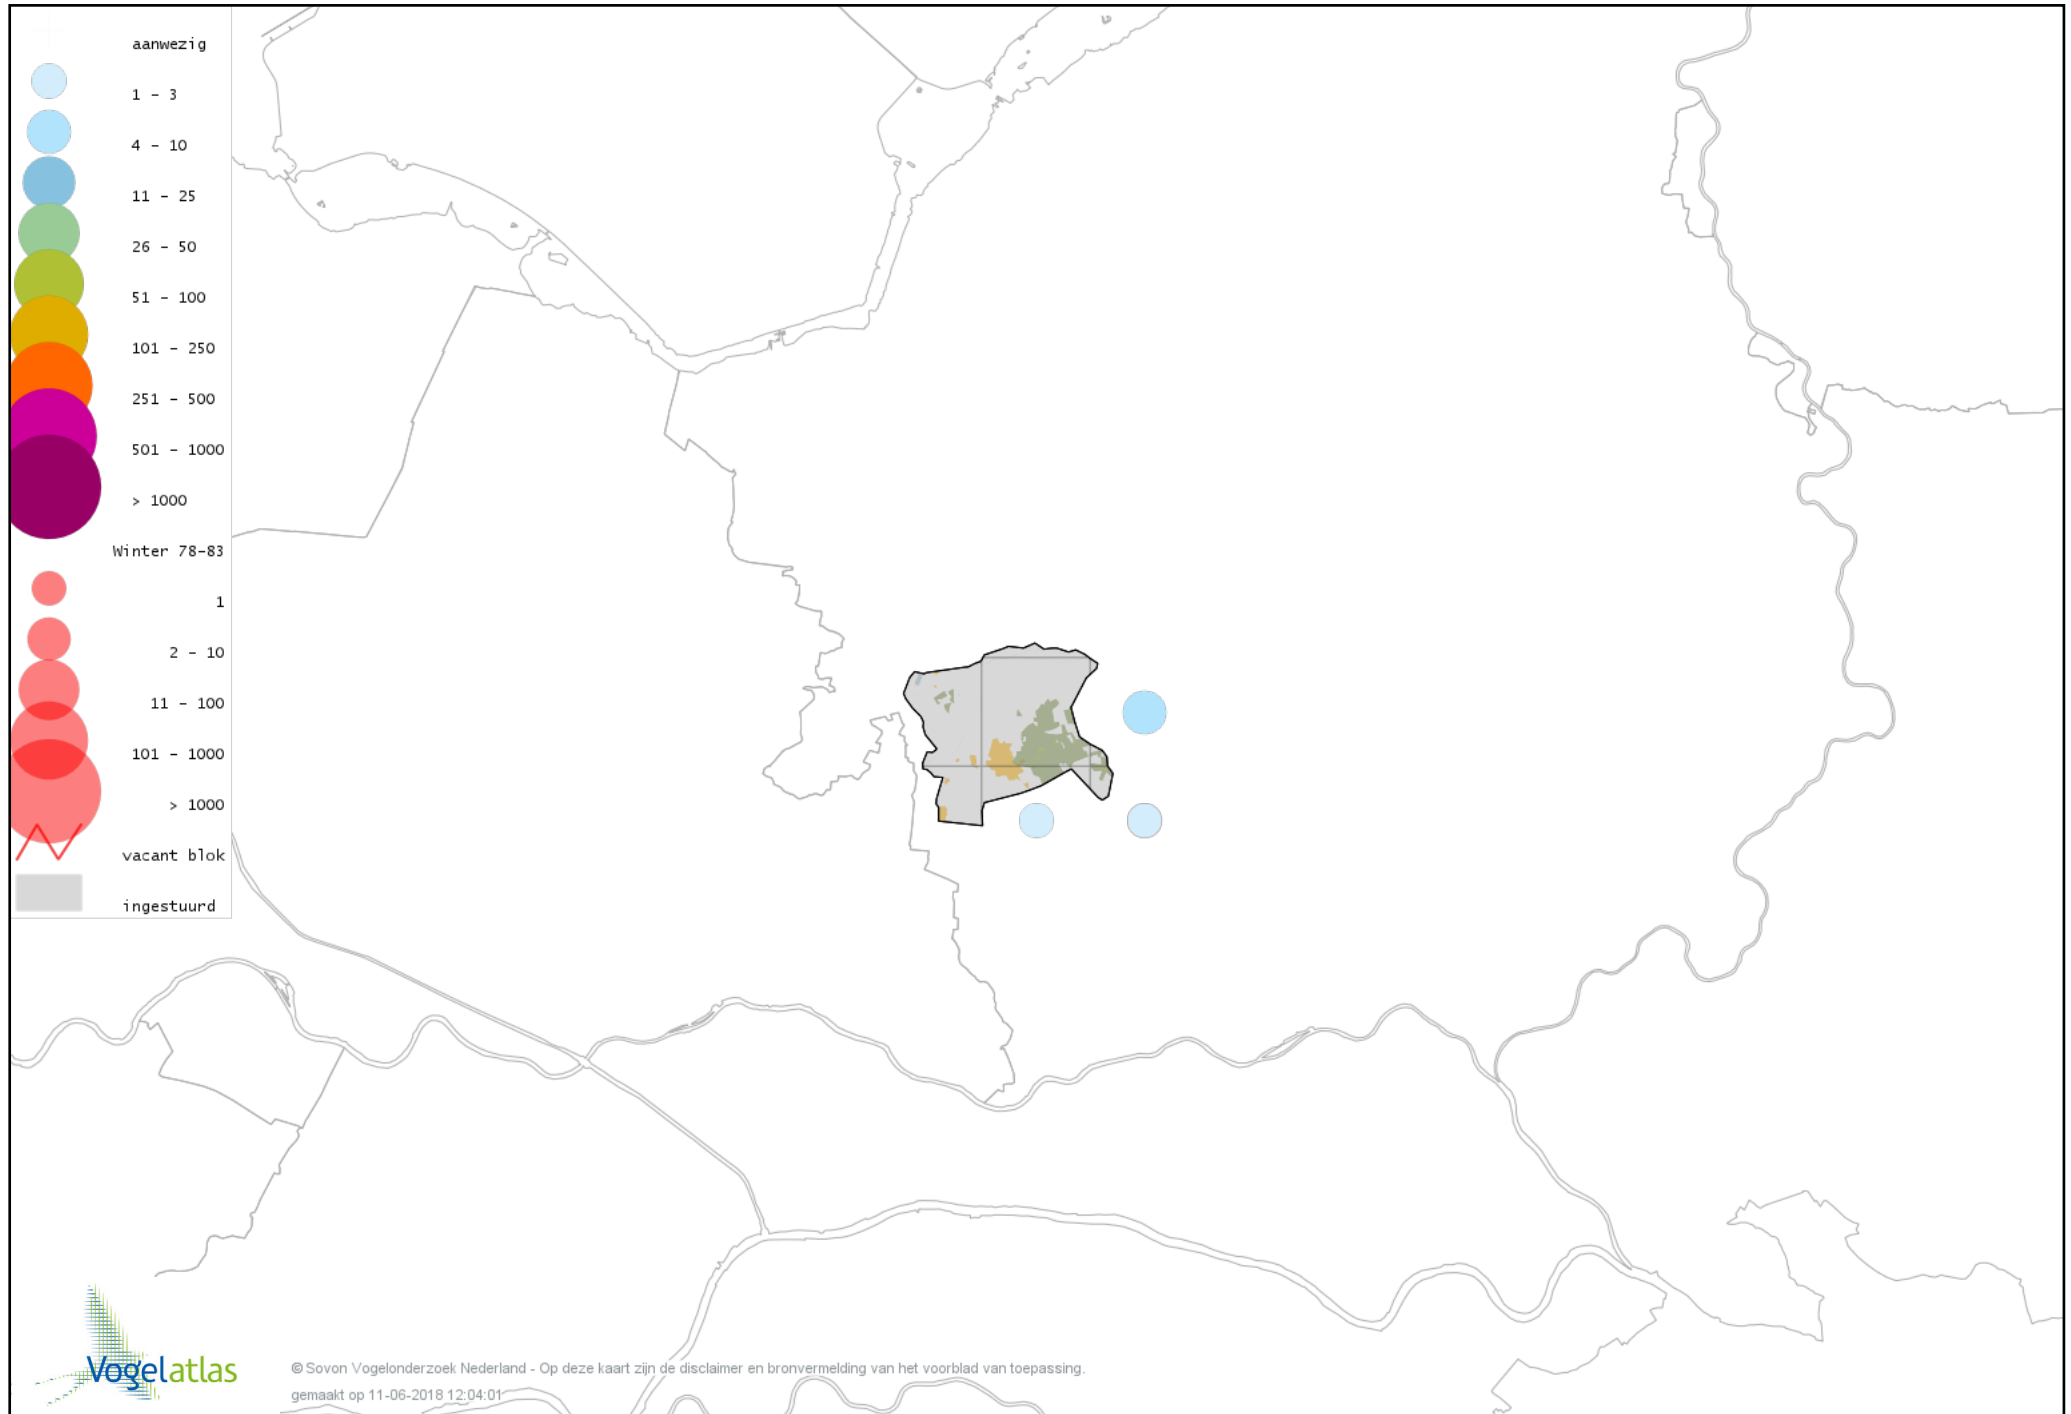 aanwezig
1 - 3
4 - 10
11 - 25
26 - 50
51 - 100
101 - 250
251 - 500
501 - 1000
> 1000
Winter 78-83
1
2 - 10
11 - 100
101 - 1000
> 1000
vacant blok
ingestuurd
Vogelatlas
© Sovon Vogelonderzoek Nederland - Op deze kaart zijn de disclaimer en bronvermelding van het voorblad van toepassing.
gemaakt op 11-06-2018 12:04:01